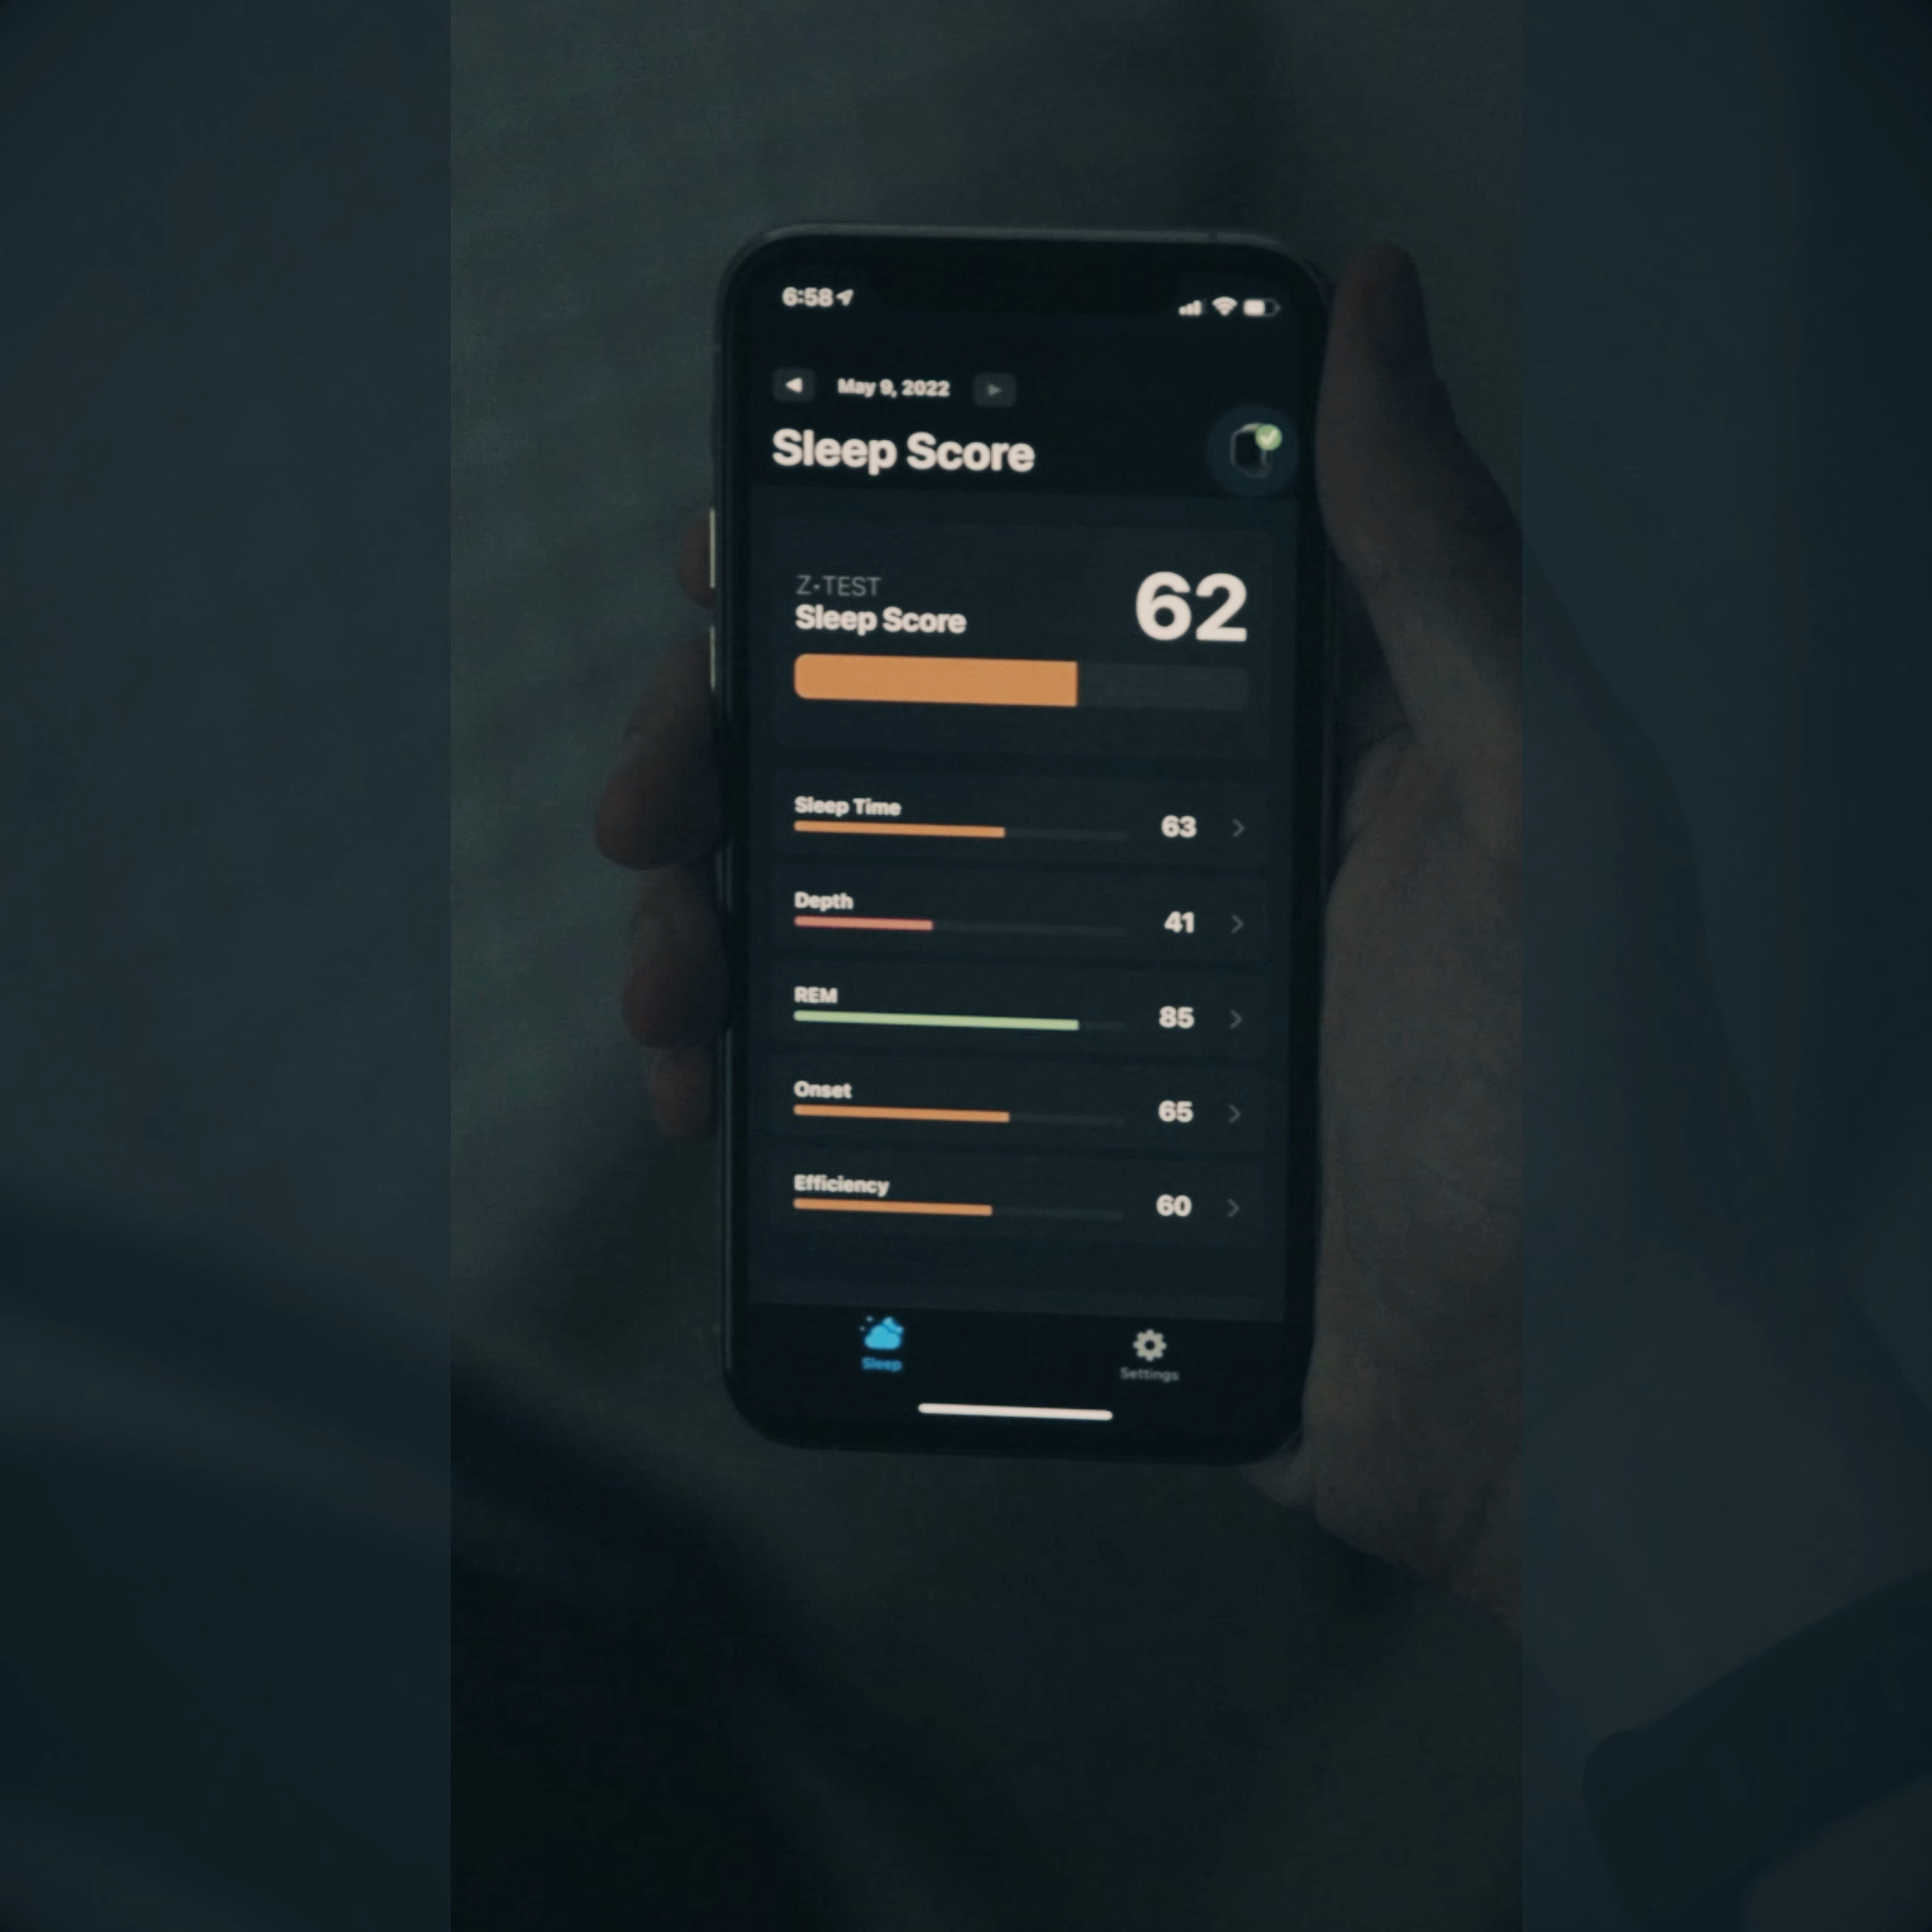 6:58
May 9, 2022
Sleep Score
Z•TEST
Sleep Score
62
Sleep Time
63
Depth
41
REM
85
Onset
65
Efficiency
60
Sleep
Settings